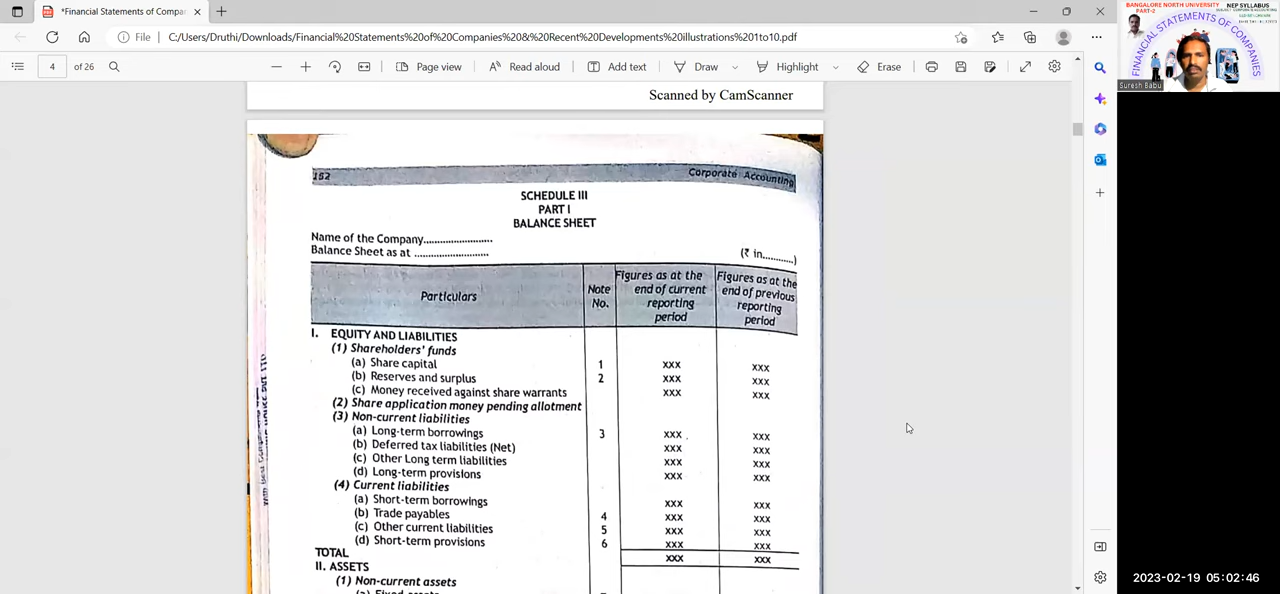 *Financial Statements of Compa
File
C:/Users/Druthi/Downloads/Financial%20Statements%20of%20Companies%20&%20Recent%20Developments%20illustrations%201to10.pdf
4 of 26
Page view
Read aloud
Add text
Draw
Highlight
Erase
Scanned by CamScanner
152
Corporate Accounting
SCHEDULE III
PART I
BALANCE SHEET
Name of the Company
Balance Sheet as at
(₹ in..........)
Particulars
Note No.
Figures as at the end of current reporting period
Figures as at the end of previous reporting period
I. EQUITY AND LIABILITIES
(1) Shareholders' funds
(a) Share capital 1 xxx xxx
(b) Reserves and surplus 2 xxx xxx
(c) Money received against share warrants xxx xxx
(2) Share application money pending allotment
(3) Non-current liabilities
(a) Long-term borrowings 3 xxx xxx
(b) Deferred tax liabilities (Net) xxx xxx
(c) Other Long term liabilities xxx xxx
(d) Long-term provisions xxx xxx
(4) Current liabilities
(a) Short-term borrowings xxx xxx
(b) Trade payables 4 xxx xxx
(c) Other current liabilities 5 xxx xxx
(d) Short-term provisions 6 xxx xxx
TOTAL xxx xxx
II. ASSETS
(1) Non-current assets
BANGALORE NORTH UNIVERSITY
PART-2
NEP SYLLABUS
FINANCIAL STATEMENTS OF COMPANIES
Suresh Babu
2023-02-19 05:02:46